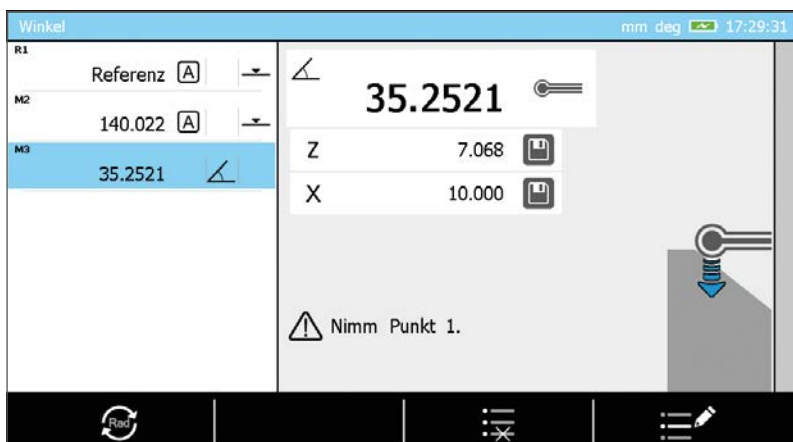 Winkel mm deg 17:29:31
R1
Referenz A
M2
140.022 A
M3
35.2521
35.2521
Z 7.068
X 10.000
Nimm Punkt 1.
Rad